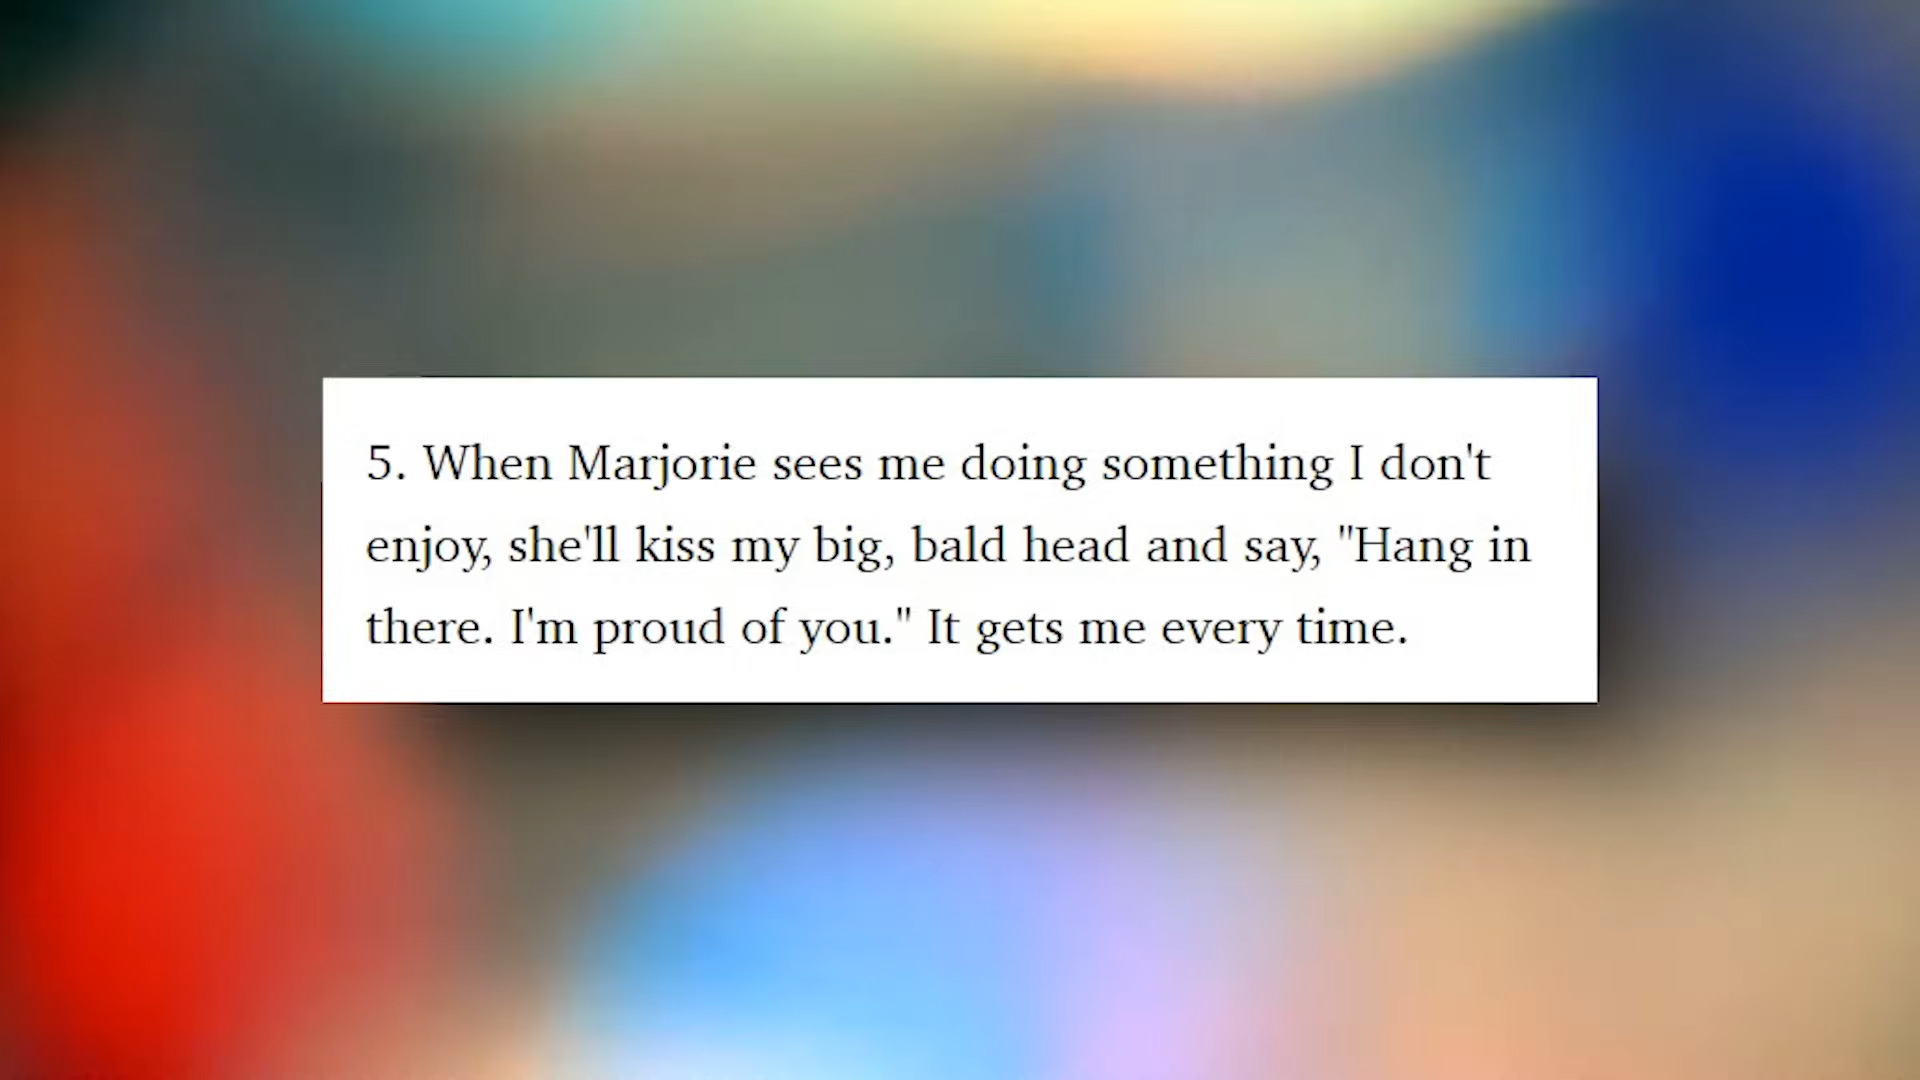 5. When Marjorie sees me doing something I don't
enjoy, she'll kiss my big, bald head and say, "Hang in
there. I'm proud of you." It gets me every time.